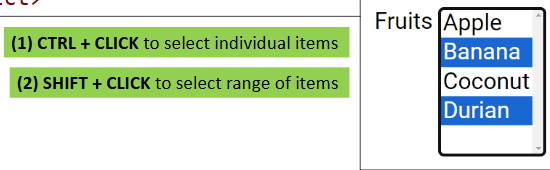 (1) CTRL + CLICK to select individual items
(2) SHIFT + CLICK to select range of items
Fruits
Apple
Banana
Coconut
Durian